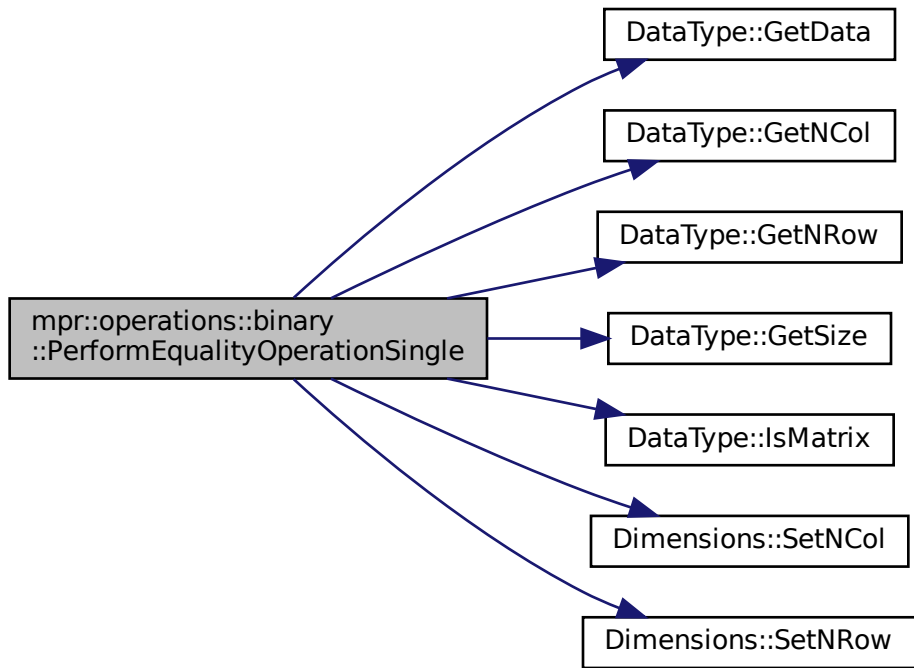 DataType::GetData
DataType::GetNCol
DataType::GetNRow
mpr::operations::binary
::PerformEqualityOperationSingle
DataType::GetSize
DataType::IsMatrix
Dimensions::SetNCol
Dimensions::SetNRow